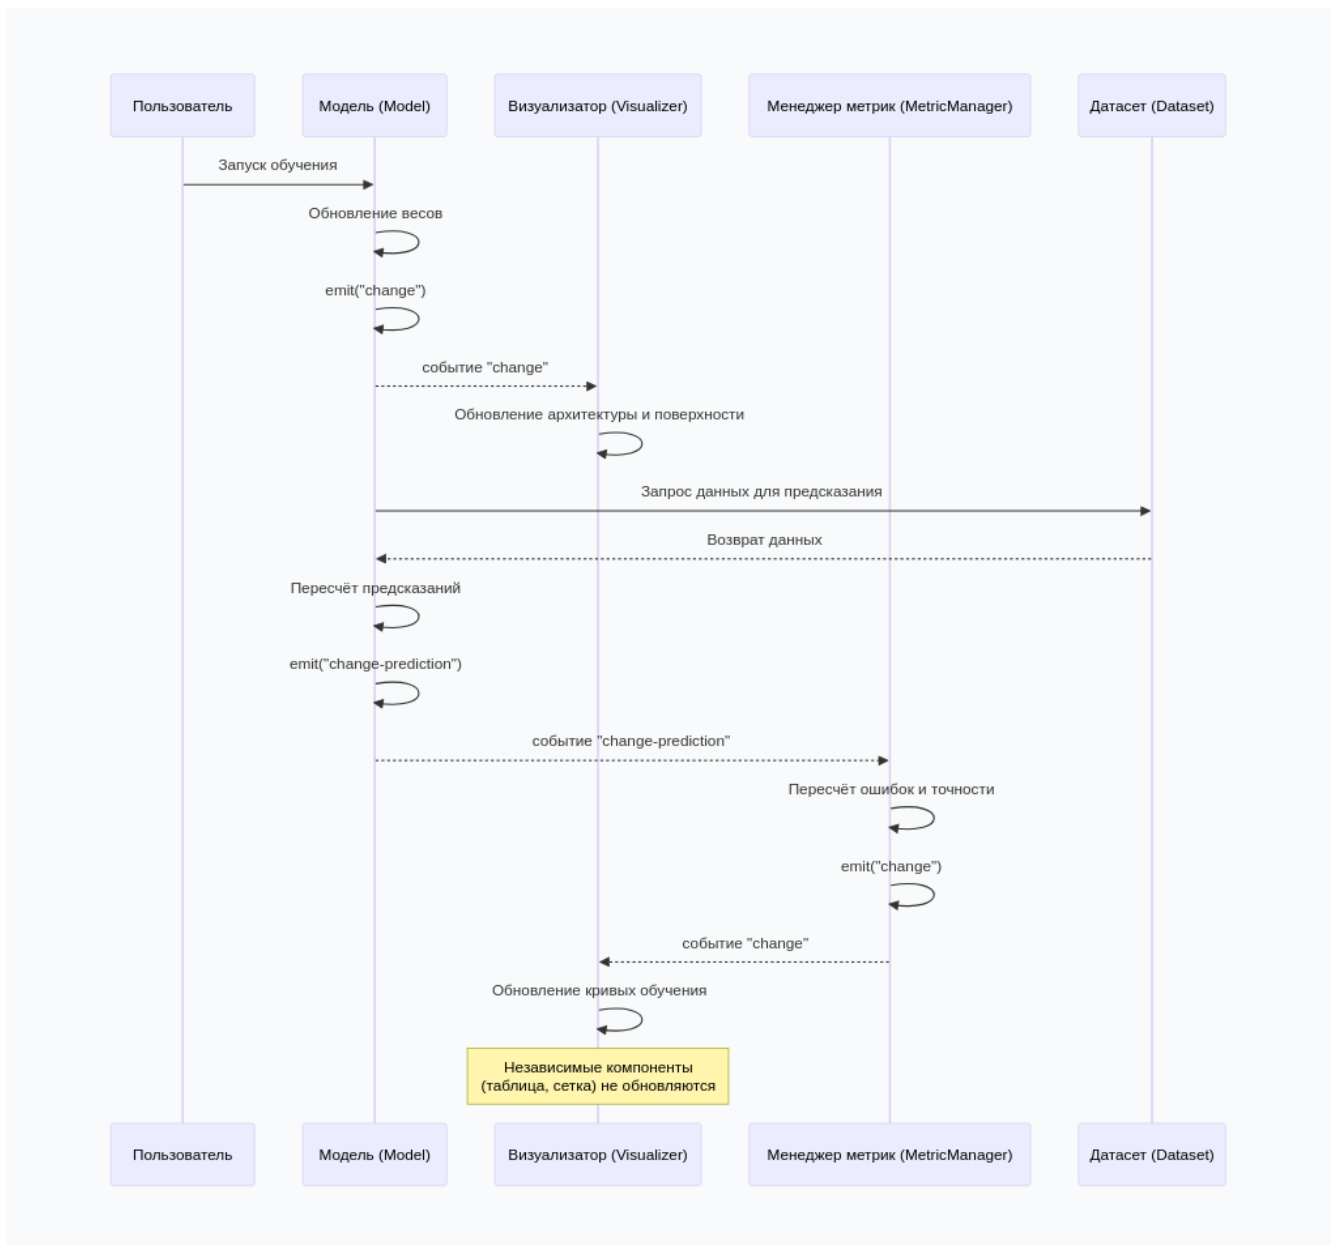 Пользователь
Модель (Model)
Визуализатор (Visualizer)
Менеджер метрик (MetricManager)
Датасет (Dataset)
Запуск обучения
Обновление весов
emit("change")
событие "change"
Обновление архитектуры и поверхности
Запрос данных для предсказания
Возврат данных
Пересчёт предсказаний
emit("change-prediction")
событие "change-prediction"
Пересчёт ошибок и точности
emit("change")
событие "change"
Обновление кривых обучения
Независимые компоненты
(таблица, сетка) не обновляются
Пользователь
Модель (Model)
Визуализатор (Visualizer)
Менеджер метрик (MetricManager)
Датасет (Dataset)